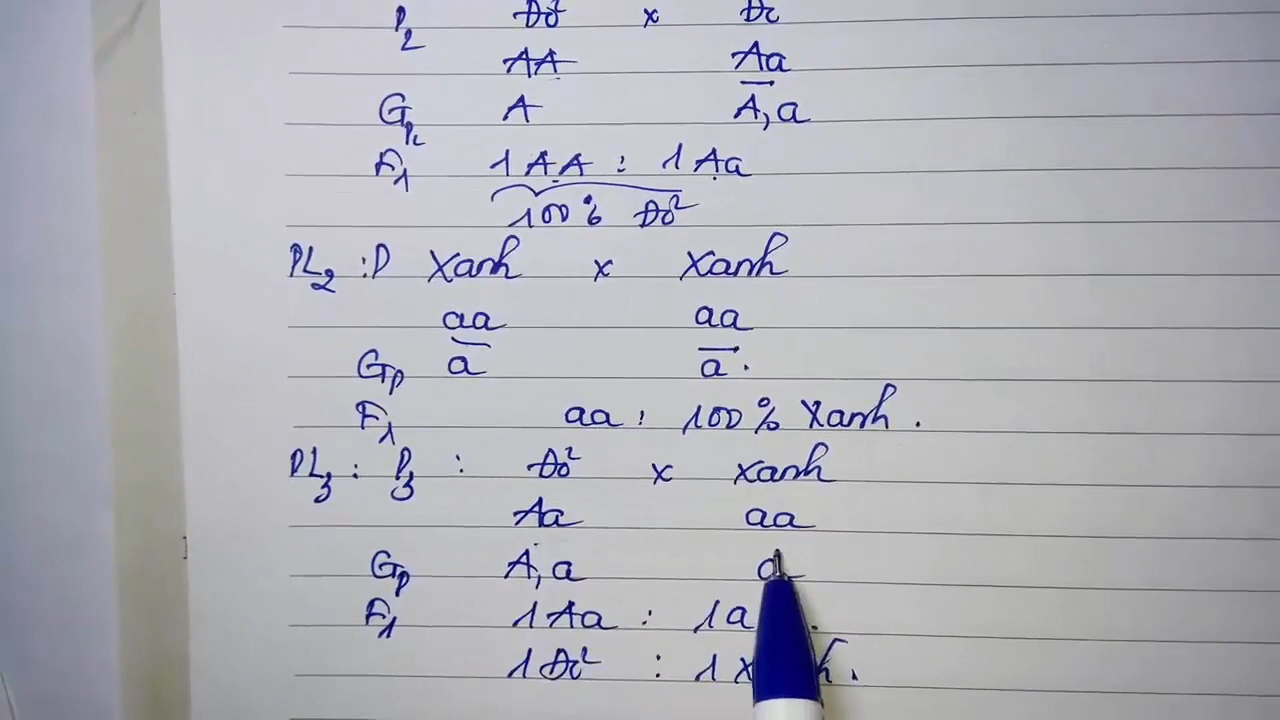 P2 Đỏ x Đỏ
AA Aa
GP2 A A, a
F1 1AA : 1Aa
100% Đỏ
PL2 : P Xanh x Xanh
aa aa
Gp a a.
F1 aa : 100% Xanh.
PL3 : P3 : Đỏ x xanh
Aa aa
Gp A, a a
F1 1Aa : 1a
1Đỏ : 1